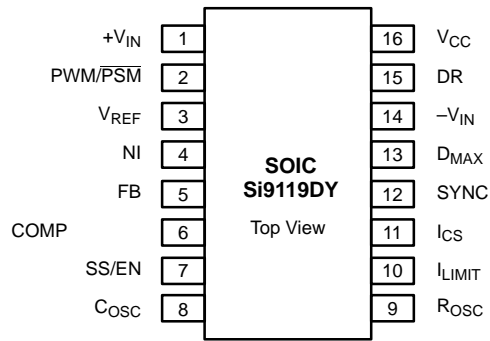 +V_IN 1 16 V_CC
PWM/PSM 2 15 DR
V_REF 3 14 –V_IN
NI 4 13 D_MAX
SOIC
Si9119DY
FB 5 12 SYNC
Top View
COMP 6 11 I_CS
SS/EN 7 10 I_LIMIT
C_OSC 8 9 R_OSC